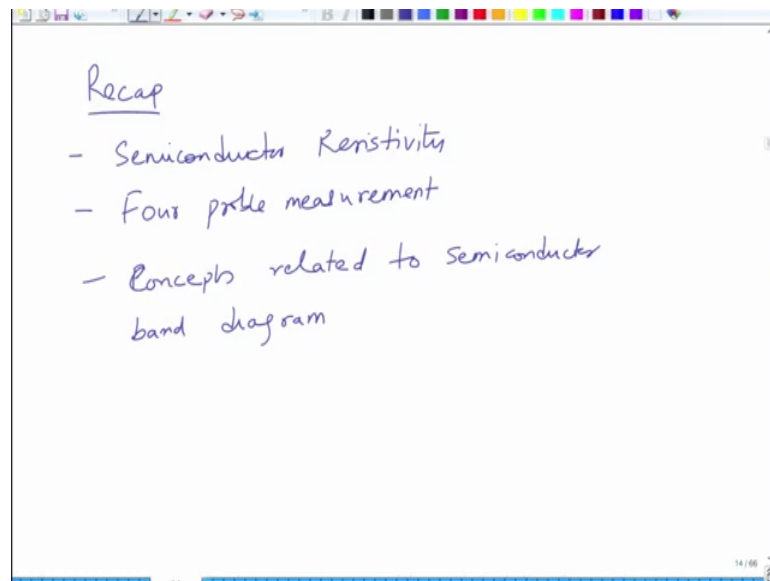 Recap
- Semiconductor Resistivity
- Four probe measurement
- Concepts related to semiconductor
band diagram
14 / 66